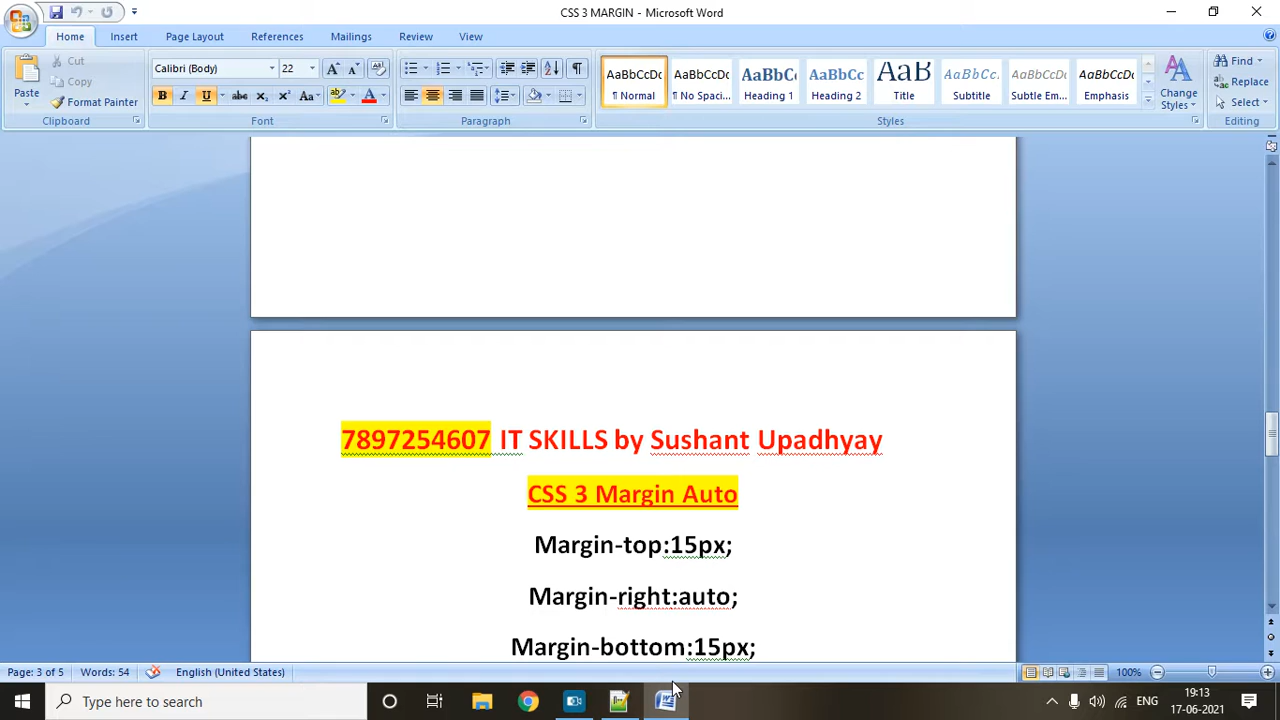 CSS 3 MARGIN - Microsoft Word
Home Insert Page Layout References Mailings Review View
Paste
Cut
Copy
Format Painter
Clipboard
Calibri (Body) 22
Font
Paragraph
AaBbCcDc AaBbCcDc AaBbC AaBbCc AaBb AaBbCc. AaBbCcDc AaBbCcDc
¶ Normal ¶ No Spaci... Heading 1 Heading 2 Title Subtitle Subtle Em... Emphasis
Change Styles
Styles
Find
Replace
Select
Editing
7897254607 IT SKILLS by Sushant Upadhyay
CSS 3 Margin Auto
Margin-top:15px;
Margin-right:auto;
Margin-bottom:15px;
Page: 3 of 5 Words: 54 English (United States) 100%
Type here to search
ENG
19:13
17-06-2021